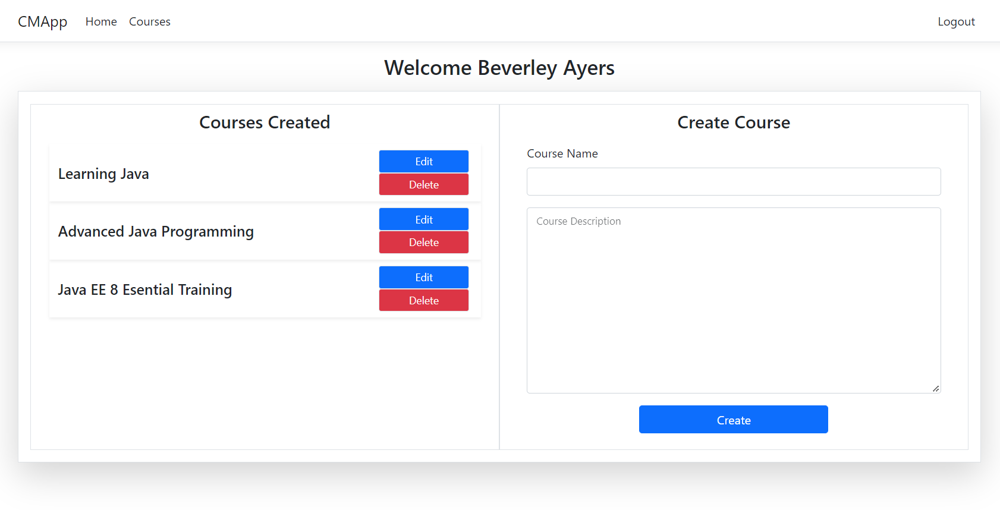 CMApp Home Courses Logout
Welcome Beverley Ayers
Courses Created
Learning Java
Edit
Delete
Advanced Java Programming
Edit
Delete
Java EE 8 Esential Training
Edit
Delete
Create Course
Course Name
Course Description
Create